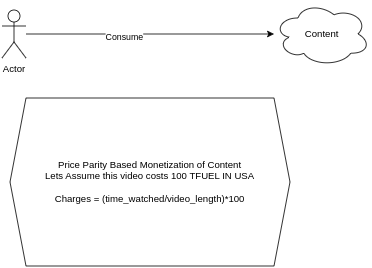 Consume
Content
Actor
Price Parity Based Monetization of Content
Lets Assume this video costs 100 TFUEL IN USA
Charges = (time_watched/video_length)*100